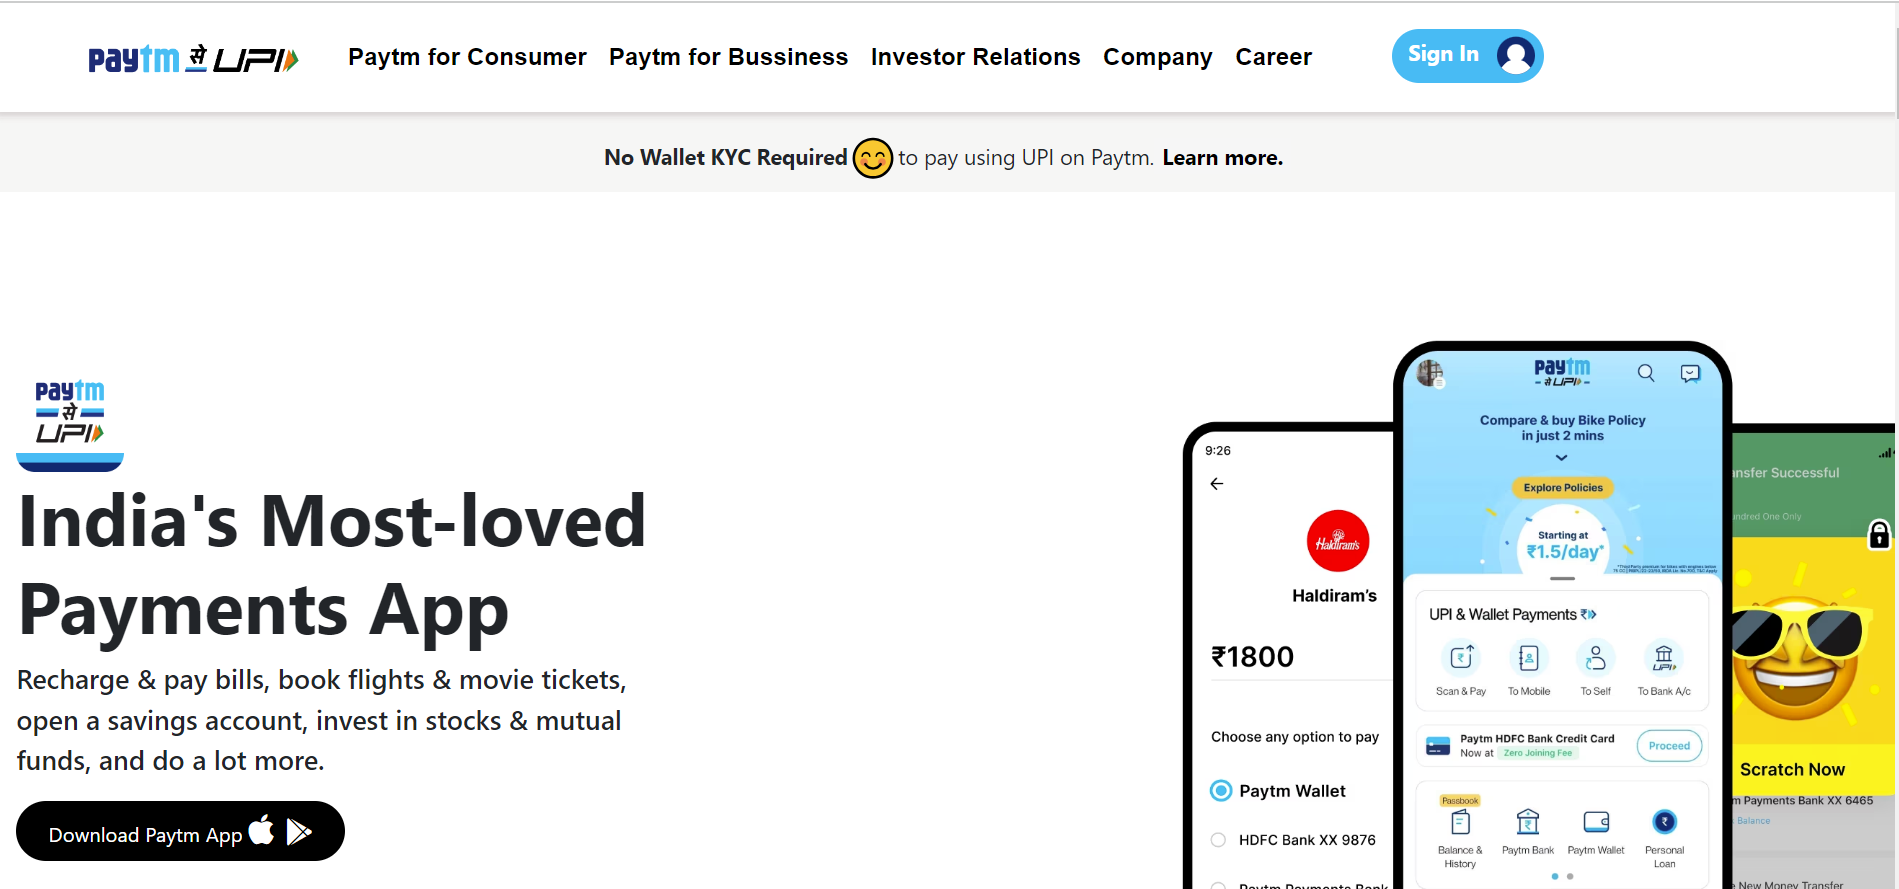 paytm से UPI
Paytm for Consumer Paytm for Bussiness Investor Relations Company Career
Sign In
No Wallet KYC Required to pay using UPI on Paytm. Learn more.
paytm
से
UPI
India's Most-loved
Payments App
Recharge & pay bills, book flights & movie tickets,
open a savings account, invest in stocks & mutual
funds, and do a lot more.
Download Paytm App
9:26
Haldiram's
Haldiram's
₹1800
Choose any option to pay
Paytm Wallet
HDFC Bank XX 9876
Paytm Payments Bank
paytm
से UPI
Compare & buy Bike Policy
in just 2 mins
Explore Policies
Starting at
₹1.5/day*
UPI & Wallet Payments
Scan & Pay To Mobile To Self To Bank A/c
Paytm HDFC Bank Credit Card
Now at Zero Joining Fee
Proceed
Passbook
Balance & History
Paytm Bank
Paytm Wallet
Personal Loan
nsfer Successful
undred One Only
Scratch Now
m Payments Bank XX 6465
Balance
New Money Transfer